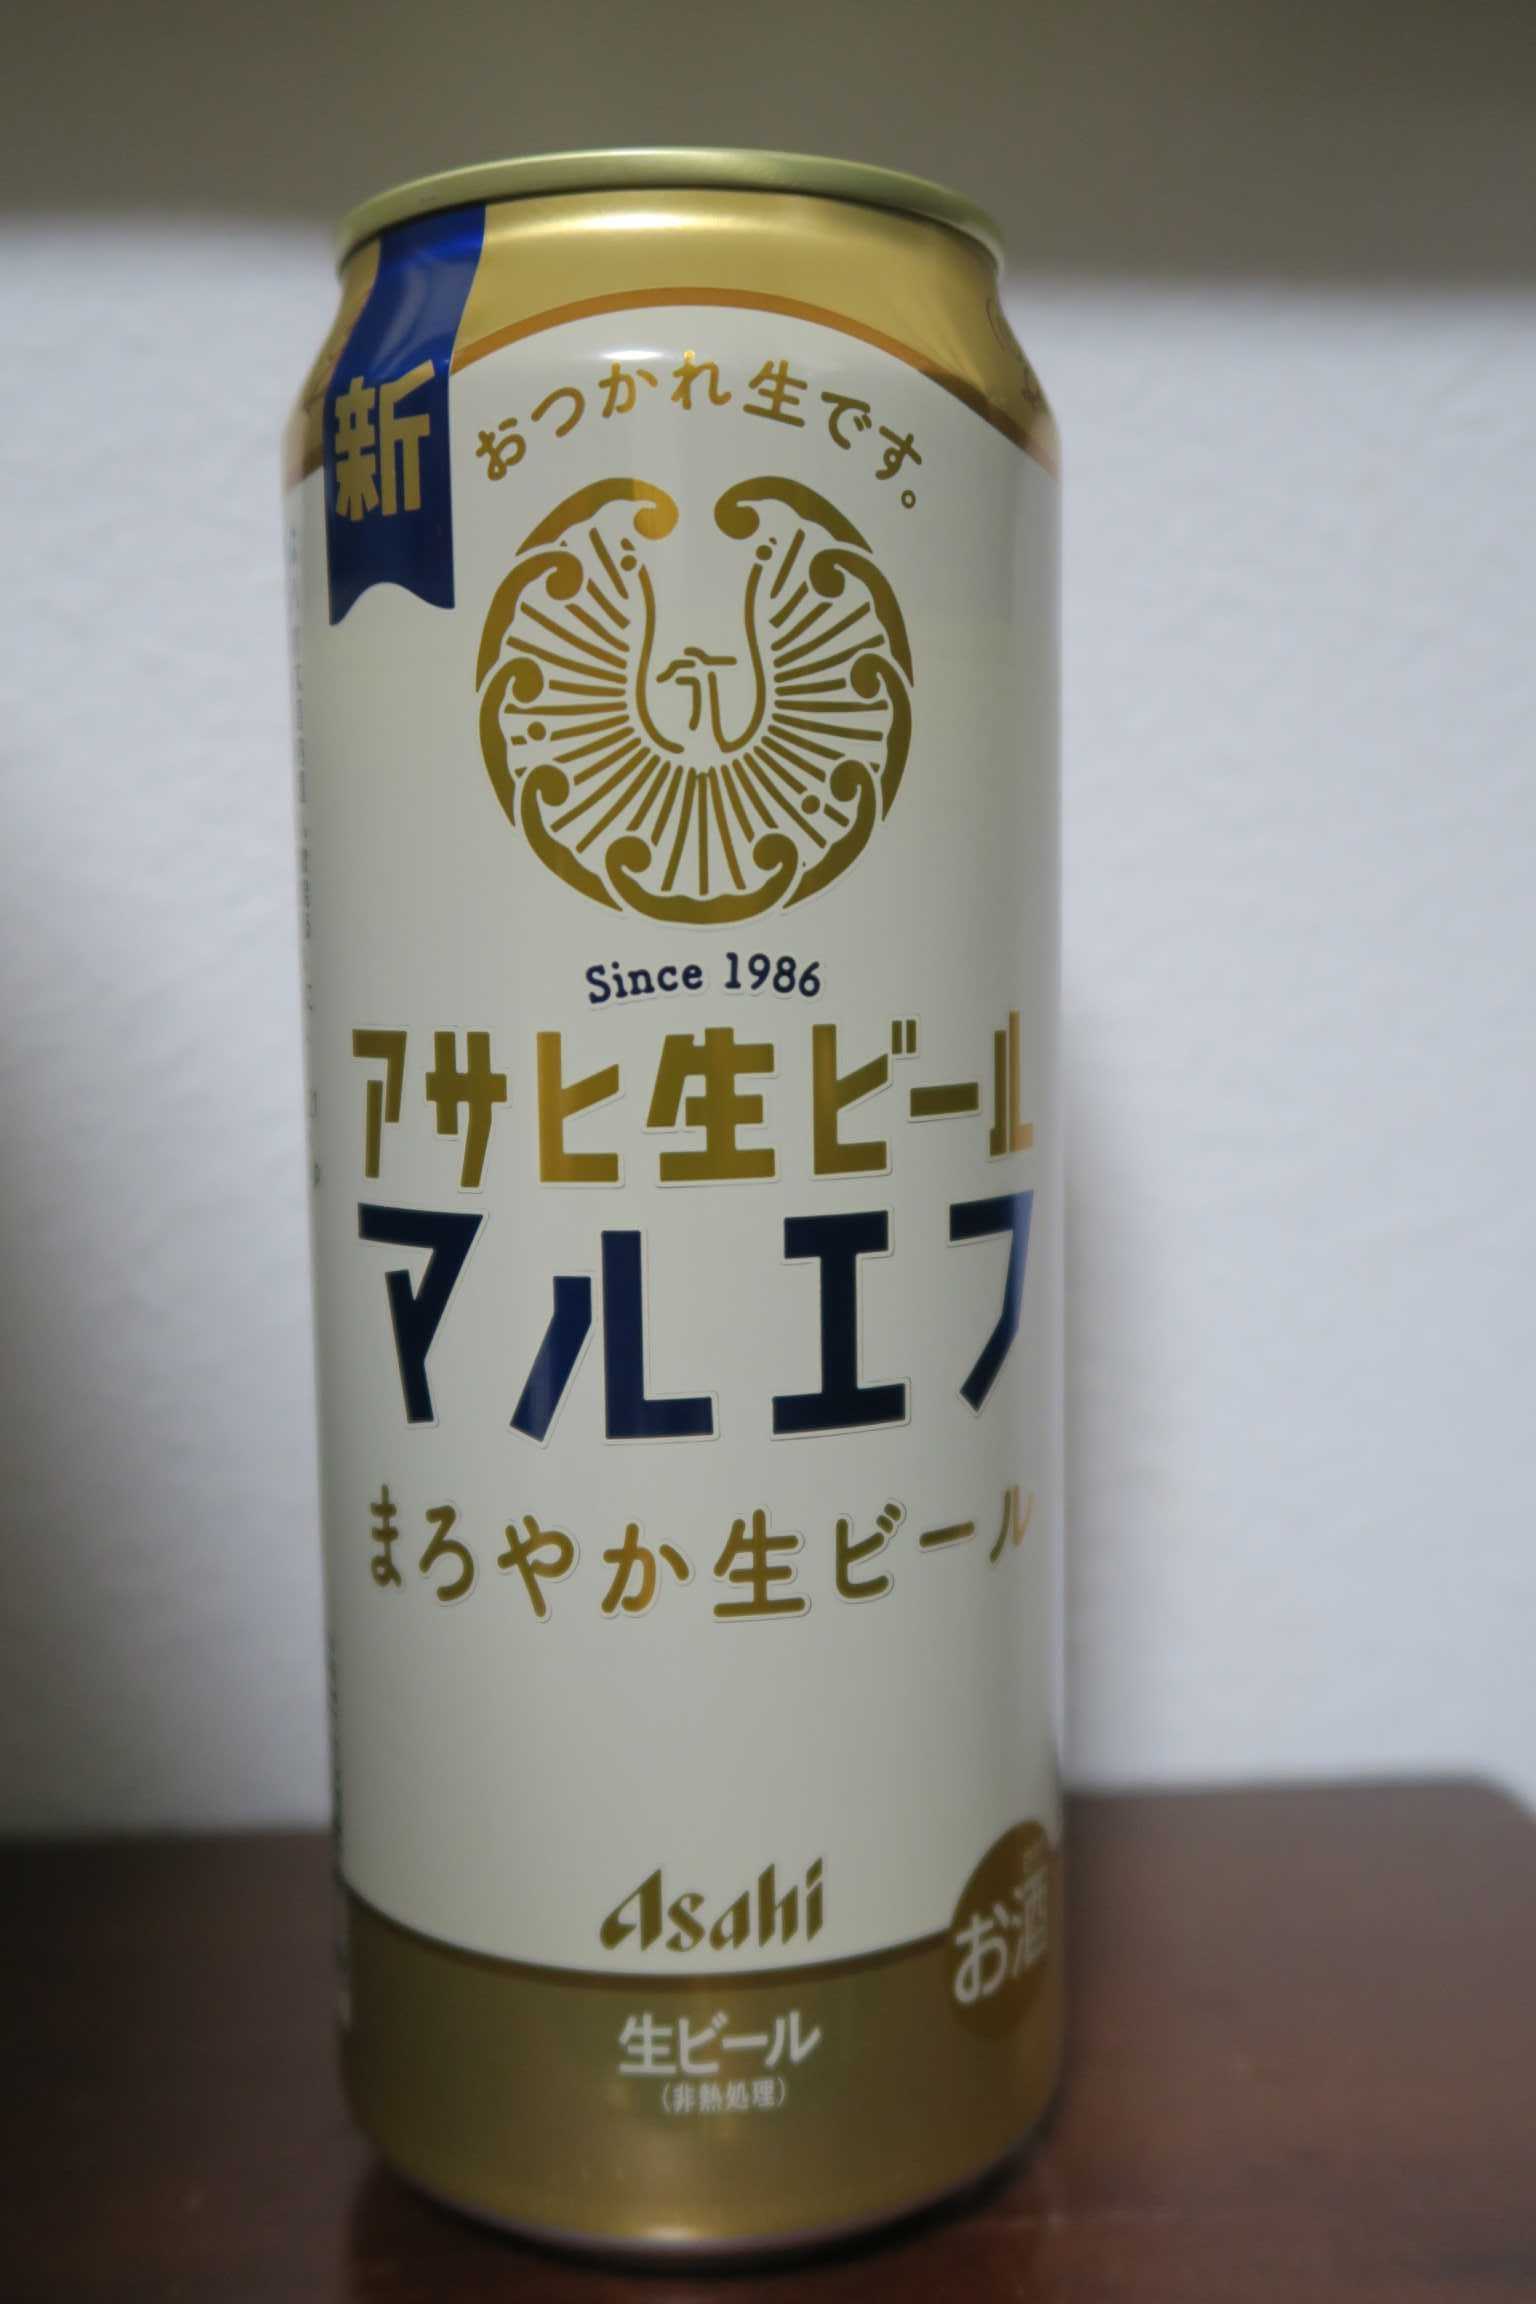 新
おつかれ生です。
Since 1986
アサヒ生ビール
マルエフ
まろやか生ビール
Asahi
お酒
生ビール
(非熱処理)